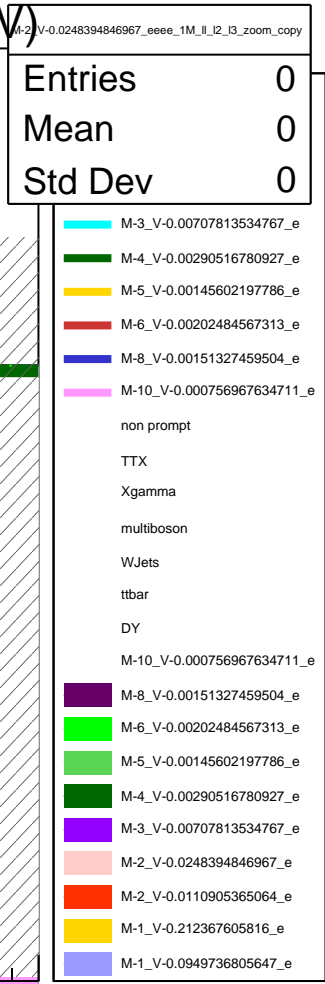 V)
M-2_V-0.0248394846967_eeee_1M_ll_l2_l3_zoom_copy
Entries 0
Mean 0
Std Dev 0
M-3_V-0.00707813534767_e
M-4_V-0.00290516780927_e
M-5_V-0.00145602197786_e
M-6_V-0.00202484567313_e
M-8_V-0.00151327459504_e
M-10_V-0.000756967634711_e
non prompt
TTX
Xgamma
multiboson
WJets
ttbar
DY
M-10_V-0.000756967634711_e
M-8_V-0.00151327459504_e
M-6_V-0.00202484567313_e
M-5_V-0.00145602197786_e
M-4_V-0.00290516780927_e
M-3_V-0.00707813534767_e
M-2_V-0.0248394846967_e
M-2_V-0.0110905365064_e
M-1_V-0.212367605816_e
M-1_V-0.0949736805647_e